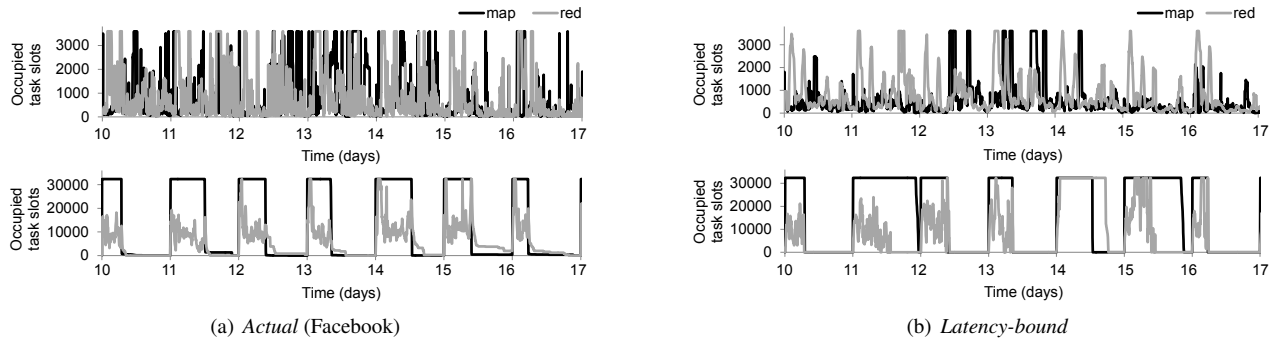 map red
Occupied
task slots
3000
2000
1000
0
10 11 12 13 14 15 16 17
Time (days)
Occupied
task slots
30000
20000
10000
0
10 11 12 13 14 15 16 17
Time (days)
(a) Actual (Facebook)
map red
Occupied
task slots
3000
2000
1000
0
10 11 12 13 14 15 16 17
Time (days)
Occupied
task slots
30000
20000
10000
0
10 11 12 13 14 15 16 17
Time (days)
(b) Latency-bound